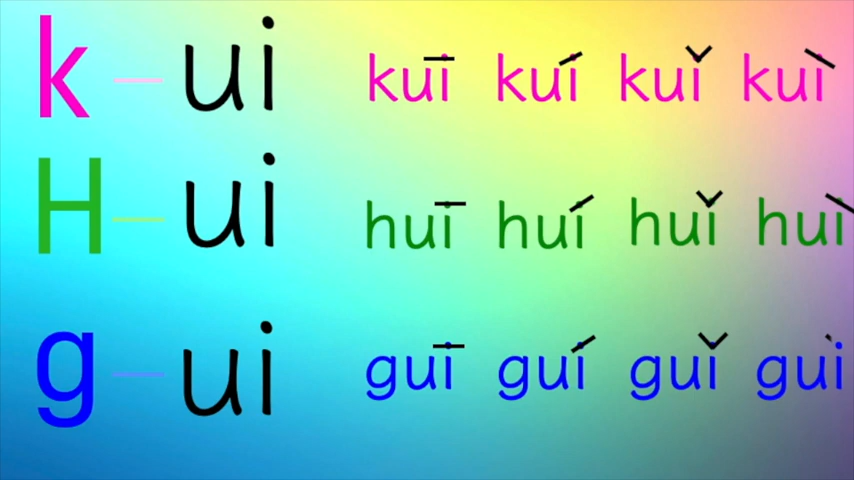 k — ui kuī kuí kuǐ kuì
H — ui huī huí huǐ huì
g — ui guī guí guǐ guì